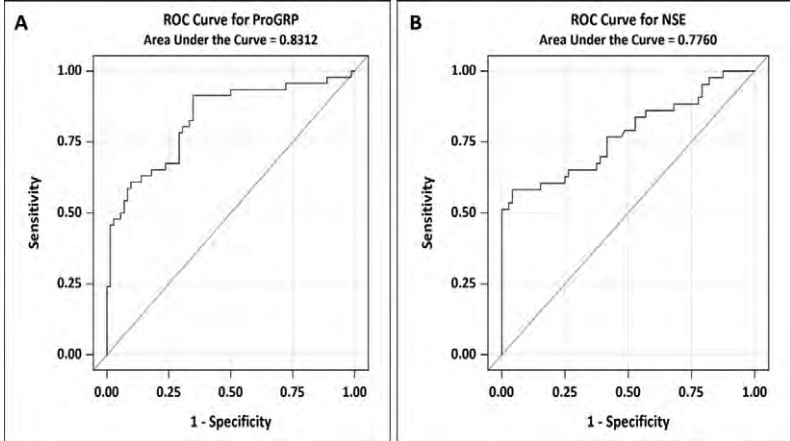 A
ROC Curve for ProGRP
Area Under the Curve = 0.8312
1.00
0.75
0.50
0.25
0.00
Sensitivity
0.00 0.25 0.50 0.75 1.00
1 - Specificity
B
ROC Curve for NSE
Area Under the Curve = 0.7760
1.00
0.75
0.50
0.25
0.00
Sensitivity
0.00 0.25 0.50 0.75 1.00
1 - Specificity